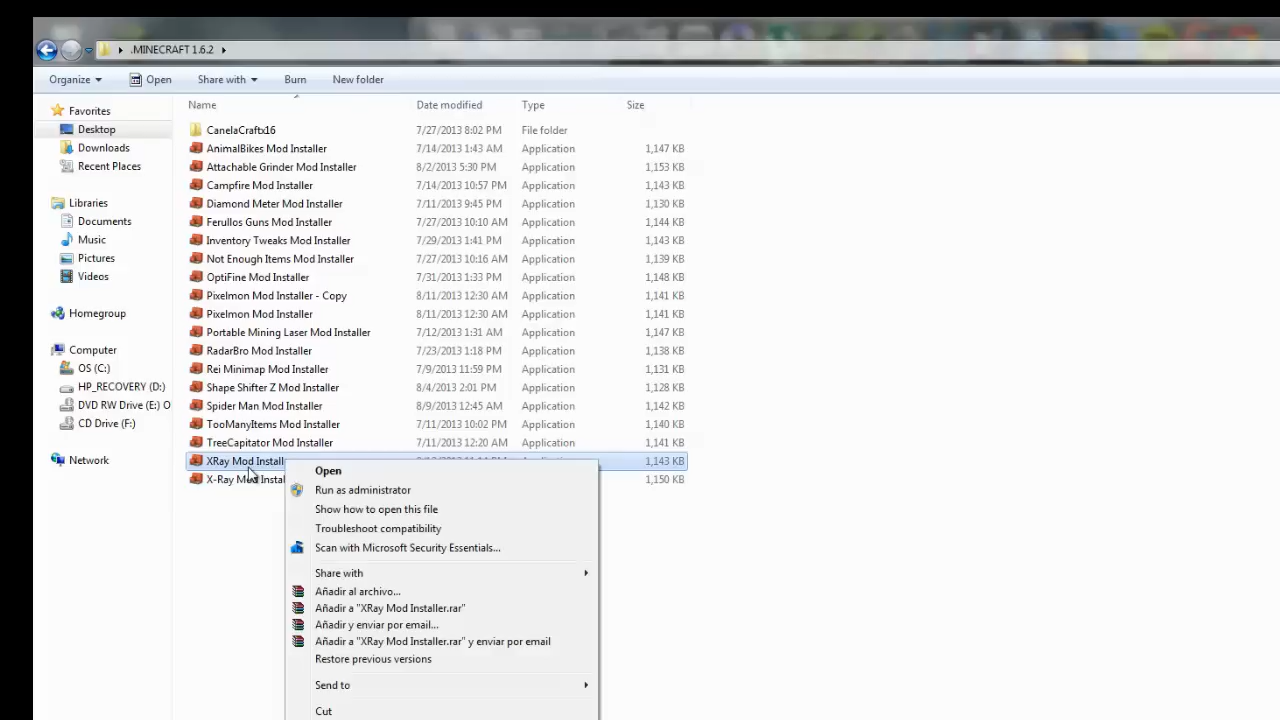 .MINECRAFT 1.6.2
Organize Open Share with Burn New folder
Name Date modified Type Size
Favorites
Desktop
Downloads
Recent Places
Libraries
Documents
Music
Pictures
Videos
Homegroup
Computer
OS (C:)
HP_RECOVERY (D:)
DVD RW Drive (E:) O
CD Drive (F:)
Network
CanelaCraftx16 7/27/2013 8:02 PM File folder
AnimalBikes Mod Installer 7/14/2013 1:43 AM Application 1,147 KB
Attachable Grinder Mod Installer 8/2/2013 5:30 PM Application 1,153 KB
Campfire Mod Installer 7/14/2013 10:57 PM Application 1,143 KB
Diamond Meter Mod Installer 7/11/2013 9:45 PM Application 1,130 KB
Ferullos Guns Mod Installer 7/27/2013 10:10 AM Application 1,144 KB
Inventory Tweaks Mod Installer 7/29/2013 1:41 PM Application 1,143 KB
Not Enough Items Mod Installer 7/27/2013 10:16 AM Application 1,139 KB
OptiFine Mod Installer 7/31/2013 1:33 PM Application 1,148 KB
Pixelmon Mod Installer - Copy 8/11/2013 12:30 AM Application 1,141 KB
Pixelmon Mod Installer 8/11/2013 12:30 AM Application 1,141 KB
Portable Mining Laser Mod Installer 7/12/2013 1:31 AM Application 1,147 KB
RadarBro Mod Installer 7/23/2013 1:18 PM Application 1,138 KB
Rei Minimap Mod Installer 7/9/2013 11:59 PM Application 1,131 KB
Shape Shifter Z Mod Installer 8/4/2013 2:01 PM Application 1,128 KB
Spider Man Mod Installer 8/9/2013 12:45 AM Application 1,142 KB
TooManyItems Mod Installer 7/11/2013 10:02 PM Application 1,140 KB
TreeCapitator Mod Installer 7/11/2013 12:20 AM Application 1,141 KB
XRay Mod Install 1,143 KB
X-Ray Mod Instal 1,150 KB
Open
Run as administrator
Show how to open this file
Troubleshoot compatibility
Scan with Microsoft Security Essentials...
Share with
Añadir al archivo...
Añadir a "XRay Mod Installer.rar"
Añadir y enviar por email...
Añadir a "XRay Mod Installer.rar" y enviar por email
Restore previous versions
Send to
Cut